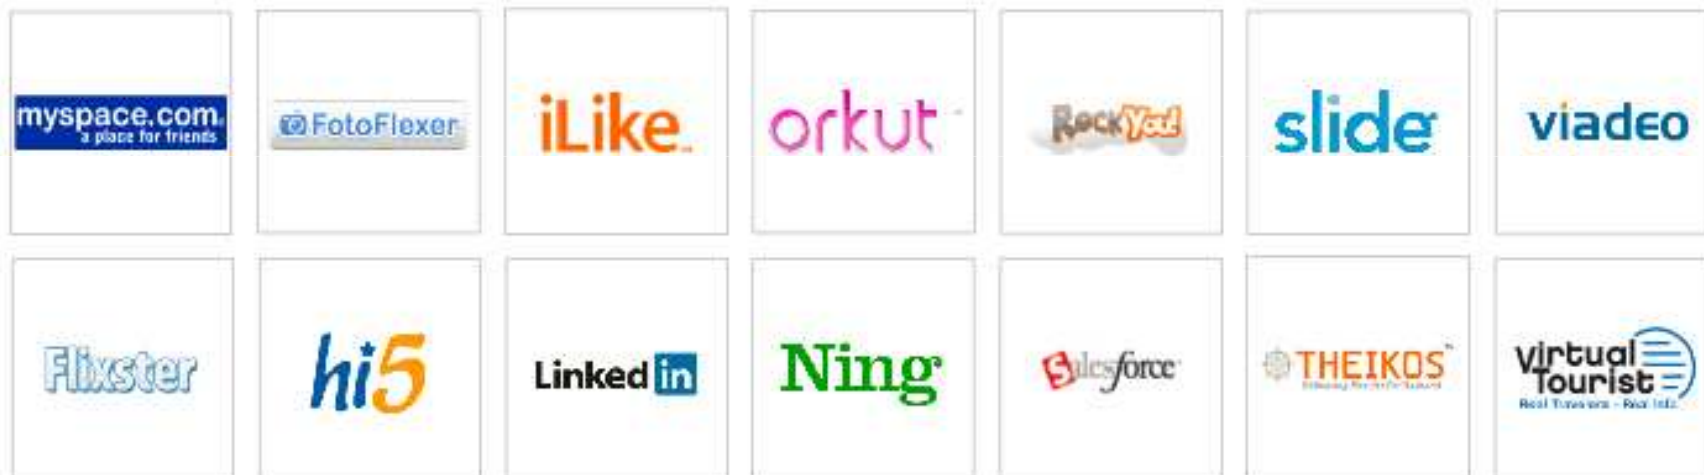 myspace.com
a place for friends
FotoFlexer
iLike
orkut
RockYou!
slide
viadeo
Flixster
hi5
Linked in
Ning
Salesforce
THEIKOS
virtual
Tourist
Real Travelers - Real Info